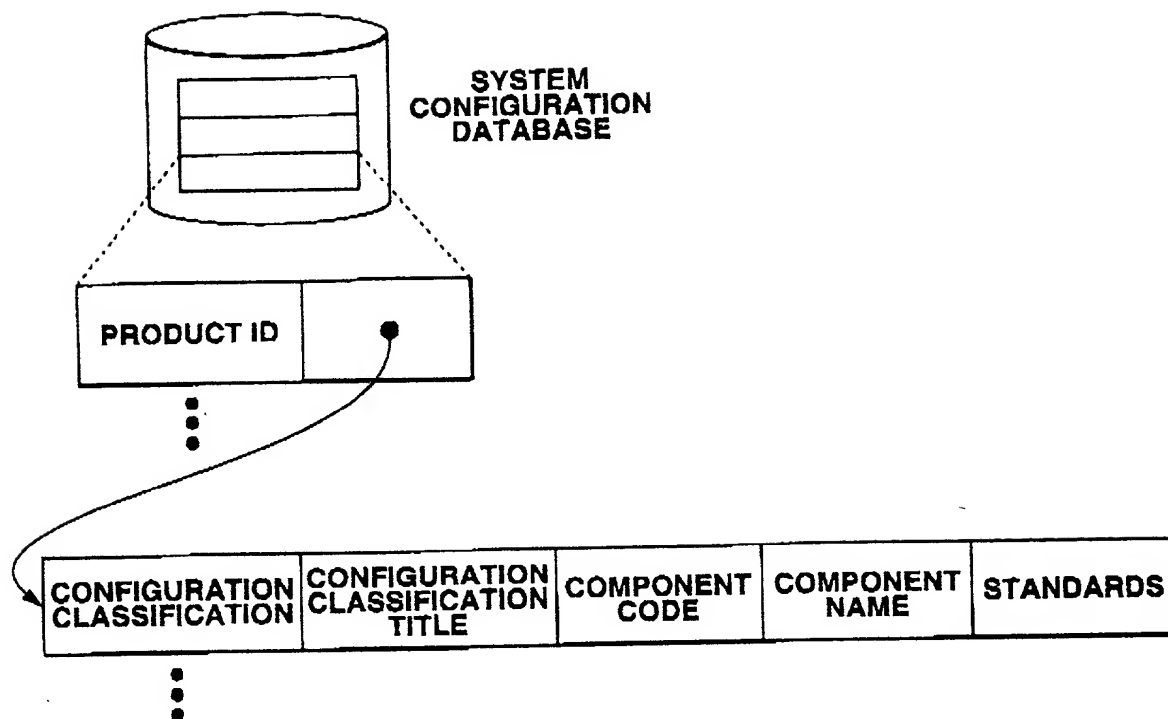 SYSTEM
CONFIGURATION
DATABASE
PRODUCT ID
CONFIGURATION
CLASSIFICATION
CONFIGURATION
CLASSIFICATION
TITLE
COMPONENT
CODE
COMPONENT
NAME
STANDARDS